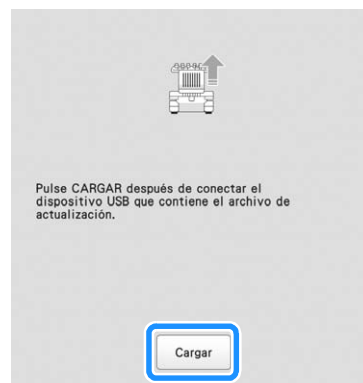 Pulse CARGAR después de conectar el
dispositivo USB que contiene el archivo de
actualización.
Cargar